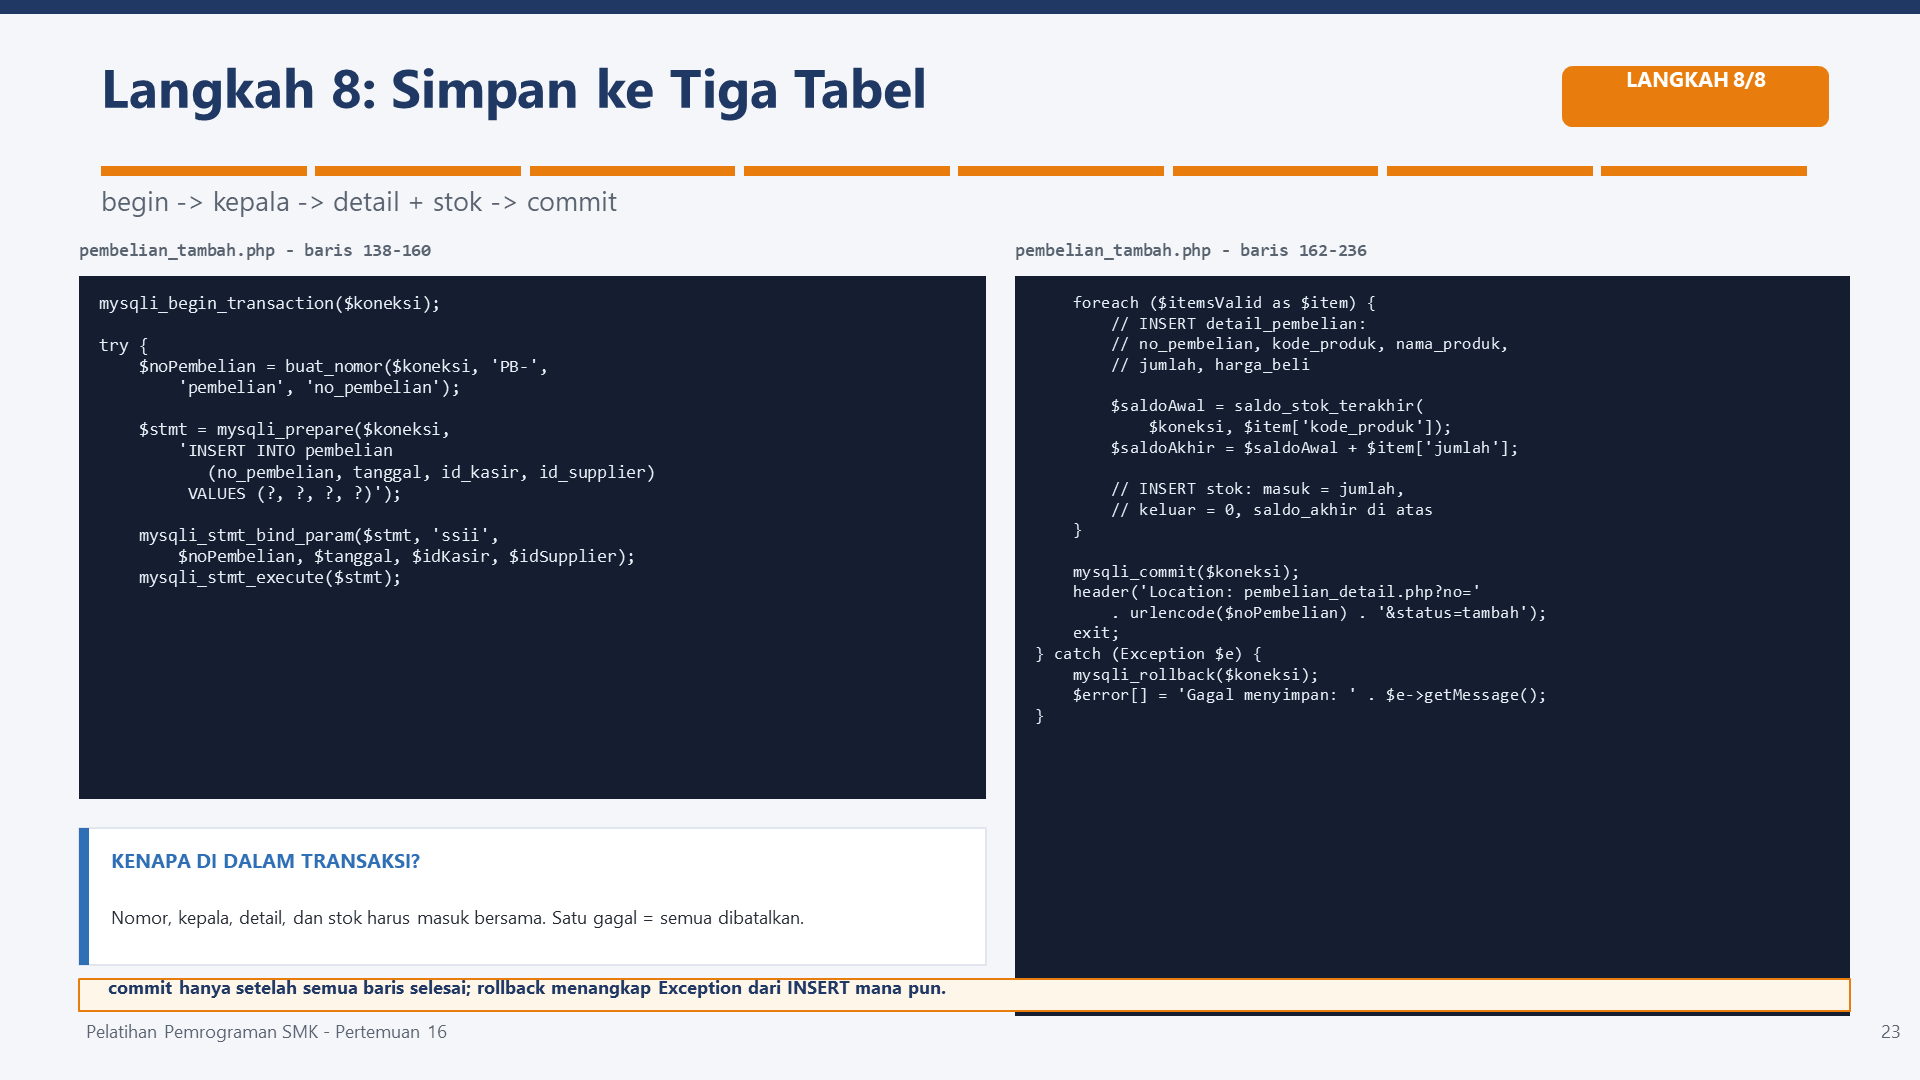 Langkah 8: Simpan ke Tiga Tabel
LANGKAH 8/8
begin -> kepala -> detail + stok -> commit
pembelian_tambah.php - baris 138-160
mysqli_begin_transaction($koneksi);
try {
    $noPembelian = buat_nomor($koneksi, 'PB-',
        'pembelian', 'no_pembelian');
    $stmt = mysqli_prepare($koneksi,
        'INSERT INTO pembelian
           (no_pembelian, tanggal, id_kasir, id_supplier)
         VALUES (?, ?, ?, ?)');
    mysqli_stmt_bind_param($stmt, 'ssii',
        $noPembelian, $tanggal, $idKasir, $idSupplier);
    mysqli_stmt_execute($stmt);
KENAPA DI DALAM TRANSAKSI?
Nomor, kepala, detail, dan stok harus masuk bersama. Satu gagal = semua dibatalkan.
pembelian_tambah.php - baris 162-236
    foreach ($itemsValid as $item) {
        // INSERT detail_pembelian:
        // no_pembelian, kode_produk, nama_produk,
        // jumlah, harga_beli
        $saldoAwal = saldo_stok_terakhir(
            $koneksi, $item['kode_produk']);
        $saldoAkhir = $saldoAwal + $item['jumlah'];
        // INSERT stok: masuk = jumlah,
        // keluar = 0, saldo_akhir di atas
    }
    mysqli_commit($koneksi);
    header('Location: pembelian_detail.php?no='
        . urlencode($noPembelian) . '&status=tambah');
    exit;
} catch (Exception $e) {
    mysqli_rollback($koneksi);
    $error[] = 'Gagal menyimpan: ' . $e->getMessage();
}
commit hanya setelah semua baris selesai; rollback menangkap Exception dari INSERT mana pun.
Pelatihan Pemrograman SMK - Pertemuan 16
23